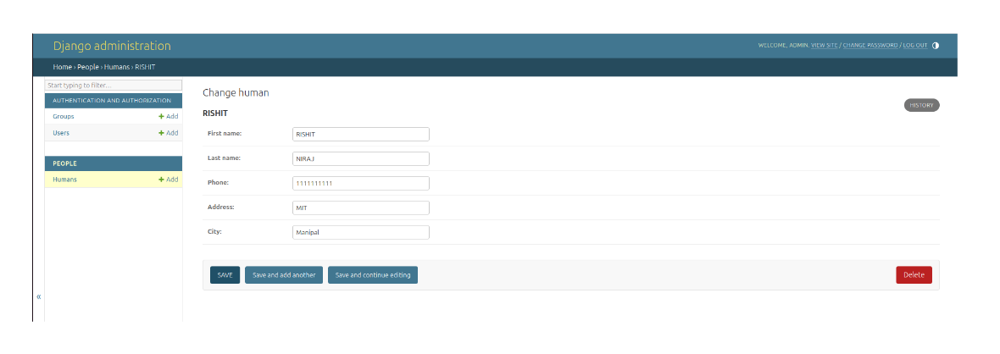 Django administration
WELCOME, ADMIN. VIEW SITE / CHANGE PASSWORD / LOG OUT
Home › People › Humans › RISHIT
Start typing to filter...
AUTHENTICATION AND AUTHORIZATION
Groups + Add
Users + Add
PEOPLE
Humans + Add
«
Change human
HISTORY
RISHIT
First name: RISHIT
Last name: NIRAJ
Phone: 1111111111
Address: MIT
City: Manipal
SAVE Save and add another Save and continue editing Delete